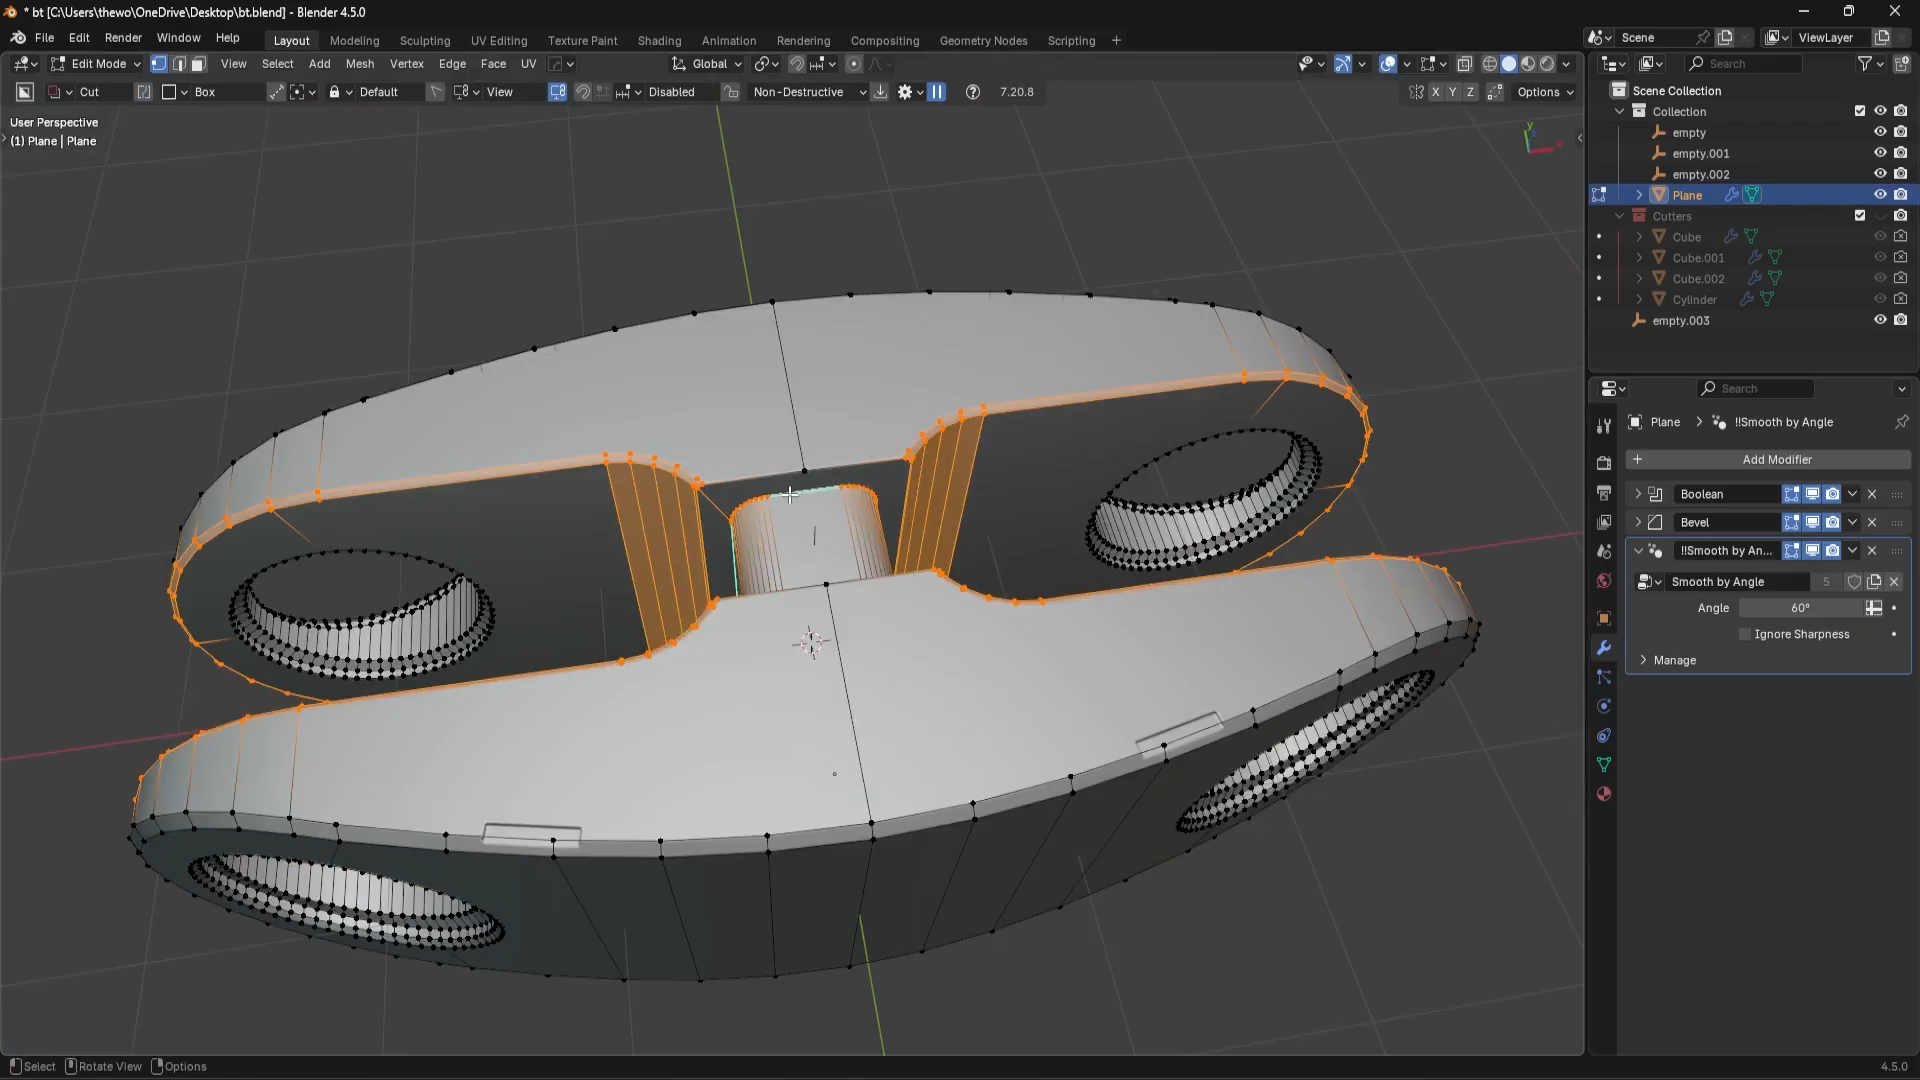 * bt [C:\Users\thewo\OneDrive\Desktop\bt.blend] - Blender 4.5.0
File Edit Render Window Help
Layout Modeling Sculpting UV Editing Texture Paint Shading Animation Rendering Compositing Geometry Nodes Scripting +
Scene ViewLayer
Edit Mode View Select Add Mesh Vertex Edge Face UV Global
Search
Cut Box Default View Disabled Non-Destructive 7.20.8 X Y Z Options
User Perspective
(1) Plane | Plane
Y
X
Scene Collection
Collection
empty
empty.001
empty.002
Plane
Cutters
Cube
Cube.001
Cube.002
Cylinder
empty.003
Search
Plane > !!Smooth by Angle
+ Add Modifier
Boolean
Bevel
!!Smooth by An...
Smooth by Angle 5
Angle 60°
Ignore Sharpness
Manage
Select Rotate View Options 4.5.0